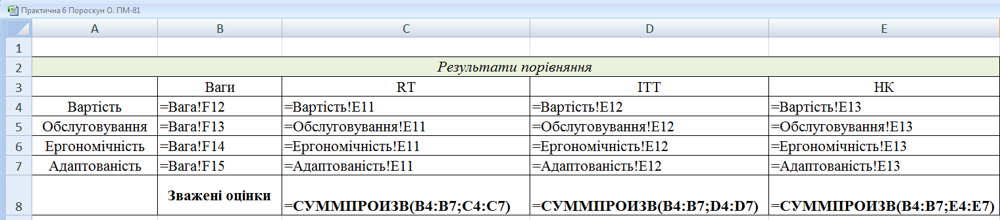 Практична 6 Пороскун О. ПМ-81
A B C D E
1
2 Результати порівняння
3 Ваги RT ITT НК
4 Вартість =Вага!F12 =Вартість!E11 =Вартість!E12 =Вартість!E13
5 Обслуговування =Вага!F13 =Обслуговування!E11 =Обслуговування!E12 =Обслуговування!E13
6 Ергономічність =Вага!F14 =Ергономічність!E11 =Ергономічність!E12 =Ергономічність!E13
7 Адаптованість =Вага!F15 =Адаптованість!E11 =Адаптованість!E12 =Адаптованість!E13
8 Зважені оцінки =СУММПРОИЗВ(B4:B7;C4:C7) =СУММПРОИЗВ(B4:B7;D4:D7) =СУММПРОИЗВ(B4:B7;E4:E7)